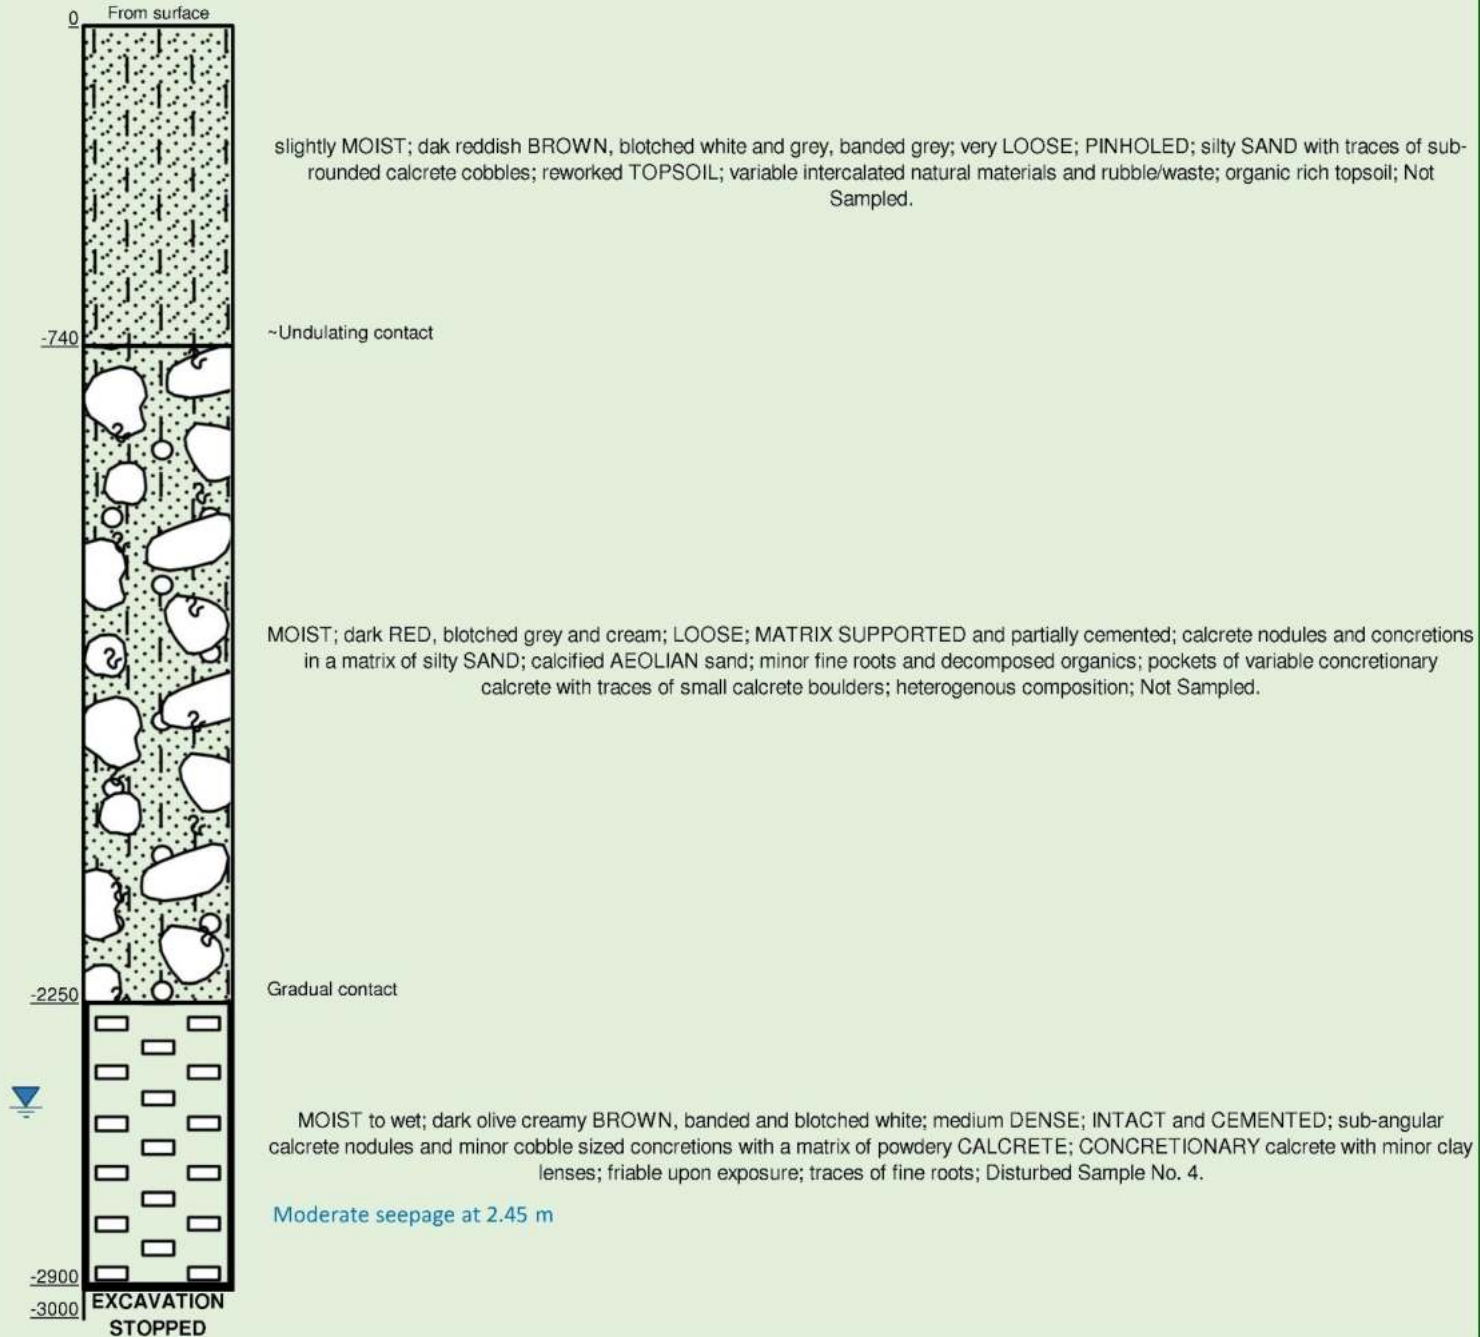 From surface
0
slightly MOIST; dak reddish BROWN, blotched white and grey, banded grey; very LOOSE; PINHOLED; silty SAND with traces of sub-
rounded calcrete cobbles; reworked TOPSOIL; variable intercalated natural materials and rubble/waste; organic rich topsoil; Not
Sampled.
~Undulating contact
-740
MOIST; dark RED, blotched grey and cream; LOOSE; MATRIX SUPPORTED and partially cemented; calcrete nodules and concretions
in a matrix of silty SAND; calcified AEOLIAN sand; minor fine roots and decomposed organics; pockets of variable concretionary
calcrete with traces of small calcrete boulders; heterogenous composition; Not Sampled.
Gradual contact
-2250
MOIST to wet; dark olive creamy BROWN, banded and blotched white; medium DENSE; INTACT and CEMENTED; sub-angular
calcrete nodules and minor cobble sized concretions with a matrix of powdery CALCRETE; CONCRETIONARY calcrete with minor clay
lenses; friable upon exposure; traces of fine roots; Disturbed Sample No. 4.
Moderate seepage at 2.45 m
-2900
-3000
EXCAVATION
STOPPED